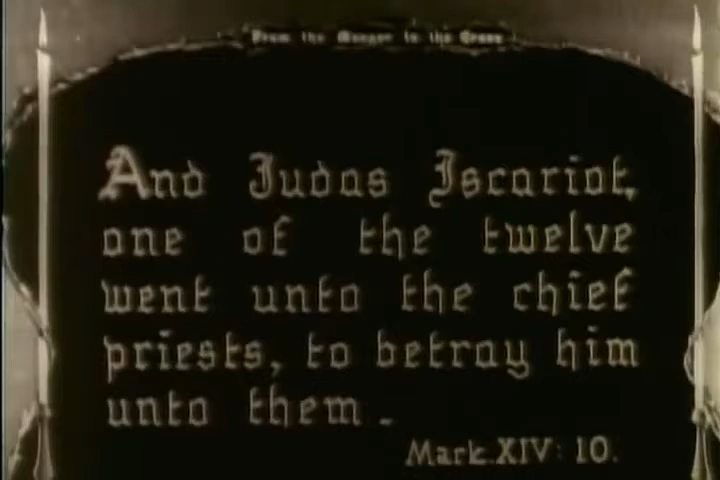 From the Manger to the Cross
And Judas Iscariot,
one of the twelve
went unto the chief
priests, to betray him
unto them.
Mark.XIV: 10.